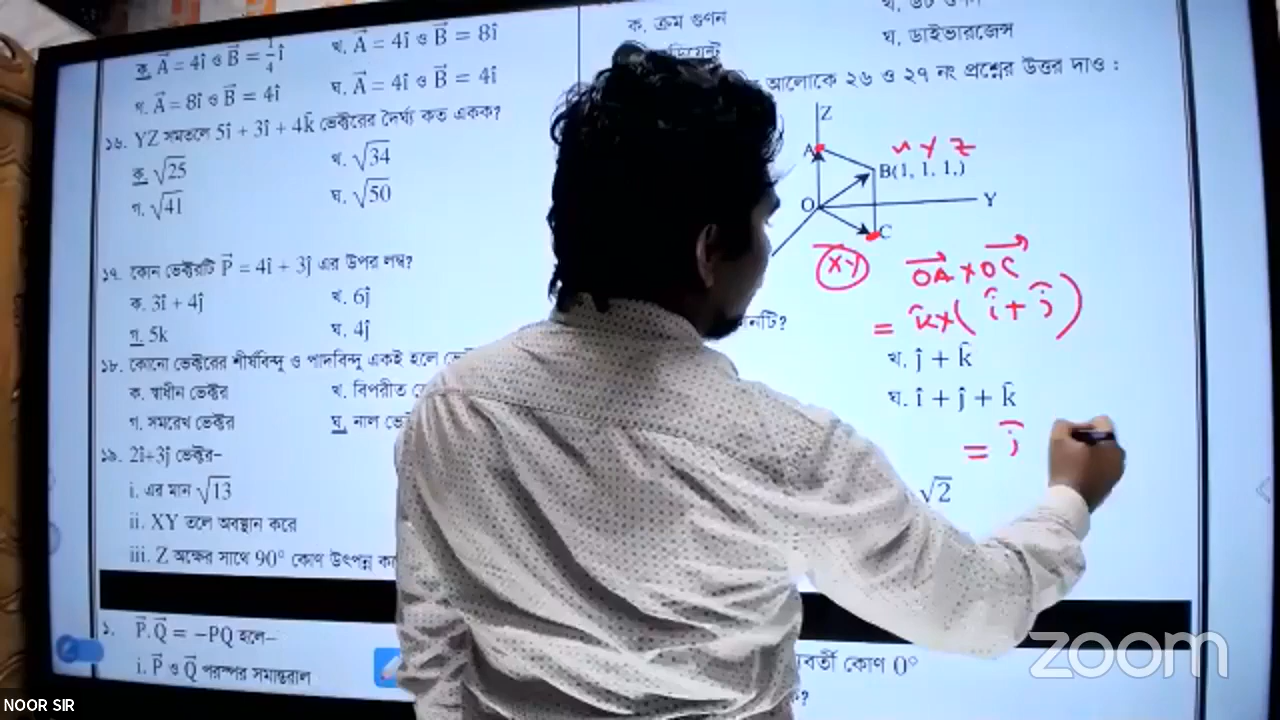 ক. A⃗ = 4î ও B⃗ = 1/4 î
খ. A⃗ = 4î ও B⃗ = 8î
গ. A⃗ = 8î ও B⃗ = 4î
ঘ. A⃗ = 4î ও B⃗ = 4î
১৬. YZ সমতলে 5î + 3ĵ + 4k̂ ভেক্টরের দৈর্ঘ্য কত একক?
ক. √25
খ. √34
গ. √41
ঘ. √50
১৭. কোন ভেক্টরটি P⃗ = 4î + 3ĵ এর উপর লম্ব?
ক. 3î + 4ĵ
খ. 6ĵ
গ. 5k
ঘ. 4ĵ
১৮. কোনো ভেক্টরের শীর্ষবিন্দু ও পাদবিন্দু একই হলে
ক. স্বাধীন ভেক্টর
খ. বিপরীত
গ. সমরেখ ভেক্টর
ঘ. নাল
১৯. 2î+3ĵ ভেক্টর–
i. এর মান √13
ii. XY তলে অবস্থান করে
iii. Z অক্ষের সাথে 90° কোণ উৎপন্ন
১. P⃗.Q⃗ = –PQ হলে–
i. P⃗ ও Q⃗ পরস্পর সমান্তরাল
ক. ক্রম গুণন
ঘ. ডাইভারজেন্স
আলোকে ২৬ ও ২৭ নং প্রশ্নের উত্তর দাও :
Z
A
x y z
B(1, 1, 1,)
O
Y
C
XY
OA⃗ × OC⃗
= k̂ × (î + ĵ)
খ. ĵ + k̂
ঘ. î + ĵ + k̂
= ĵ
√2
কোণ 0°
zoom
NOOR SIR